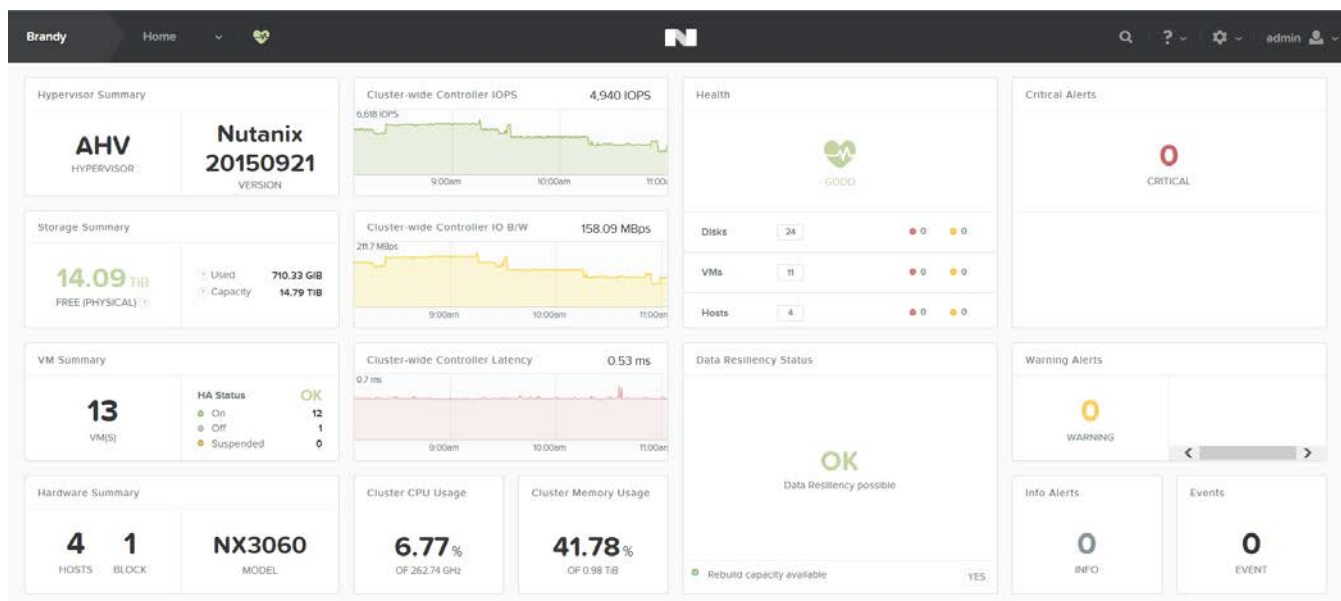 Brandy
Home
?
admin
Hypervisor Summary
AHV
HYPERVISOR
Nutanix
20150921
VERSION
Cluster-wide Controller IOPS
4,940 IOPS
6,618 IOPS
9:00am
10:00am
11:00
Health
GOOD
Disks 24 0 0
VMs 11 0 0
Hosts 4 0 0
Critical Alerts
0
CRITICAL
Storage Summary
14.09 TiB
FREE (PHYSICAL)
Used 710.33 GiB
Capacity 14.79 TiB
Cluster-wide Controller IO B/W
158.09 MBps
211.7 MBps
9:00am
10:00am
11:00am
VM Summary
13
VM(S)
HA Status OK
On 12
Off 1
Suspended 0
Cluster-wide Controller Latency
0.53 ms
0.7 ms
9:00am
10:00am
11:00am
Data Resiliency Status
OK
Data Resiliency possible
Rebuild capacity available YES
Warning Alerts
0
WARNING
Hardware Summary
4
HOSTS
1
BLOCK
NX3060
MODEL
Cluster CPU Usage
6.77 %
OF 262.74 GHz
Cluster Memory Usage
41.78 %
OF 0.98 TiB
Info Alerts
0
INFO
Events
0
EVENT